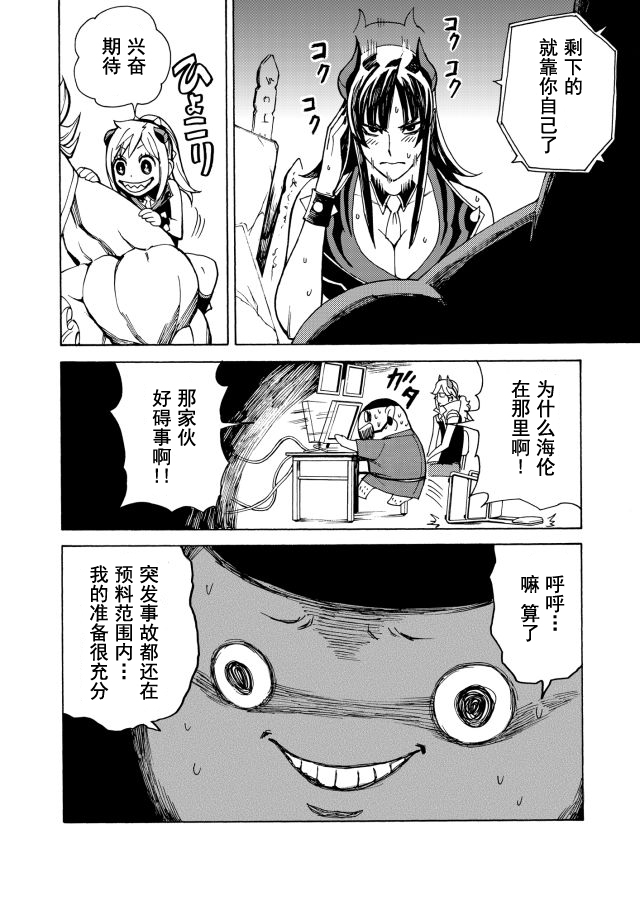 剩下的
就靠你自己了
コク
コク
コク
ひょこり
兴奋
期待
为什么海伦
在那里啊!
ガタ
那家伙
好碍事啊!!
呼呼…
嘛 算了
突发事故都还在
预料范围内…
我的准备很充分